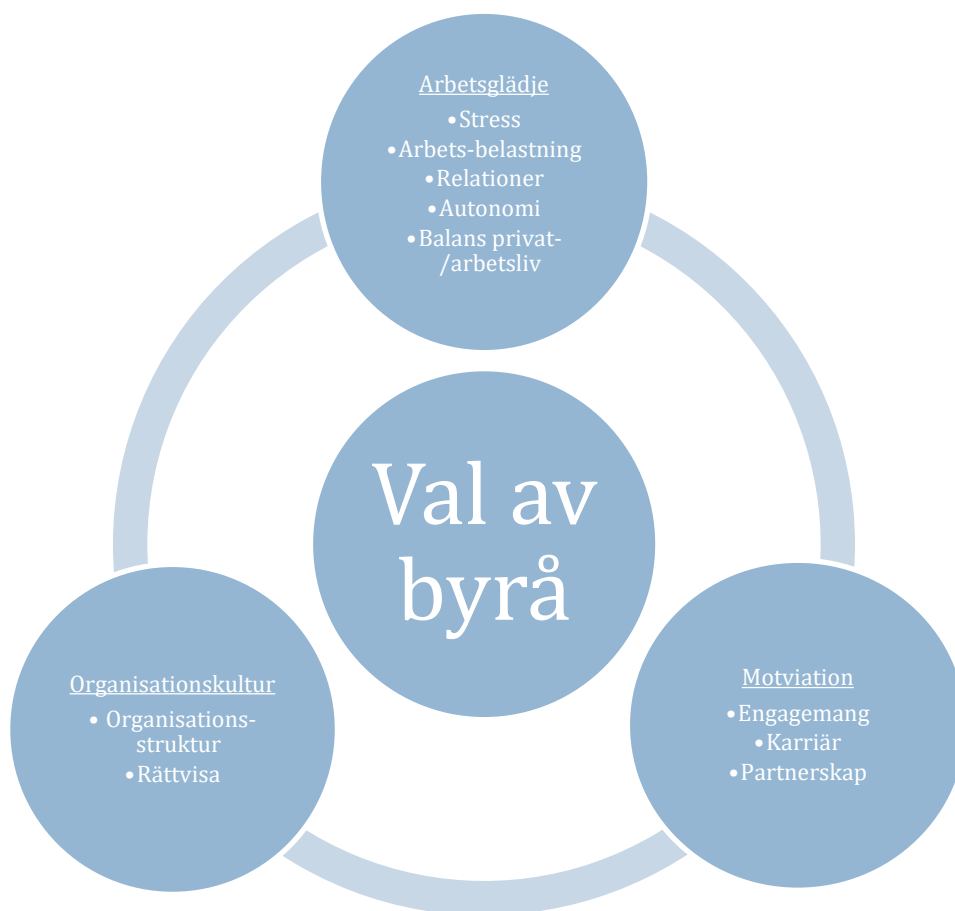 Arbetsglädje
•Stress
•Arbets-belastning
•Relationer
•Autonomi
•Balans privat-
/arbetsliv
Val av
byrå
Organisationskultur
• Organisations-
struktur
•Rättvisa
Motviation
•Engagemang
•Karriär
•Partnerskap